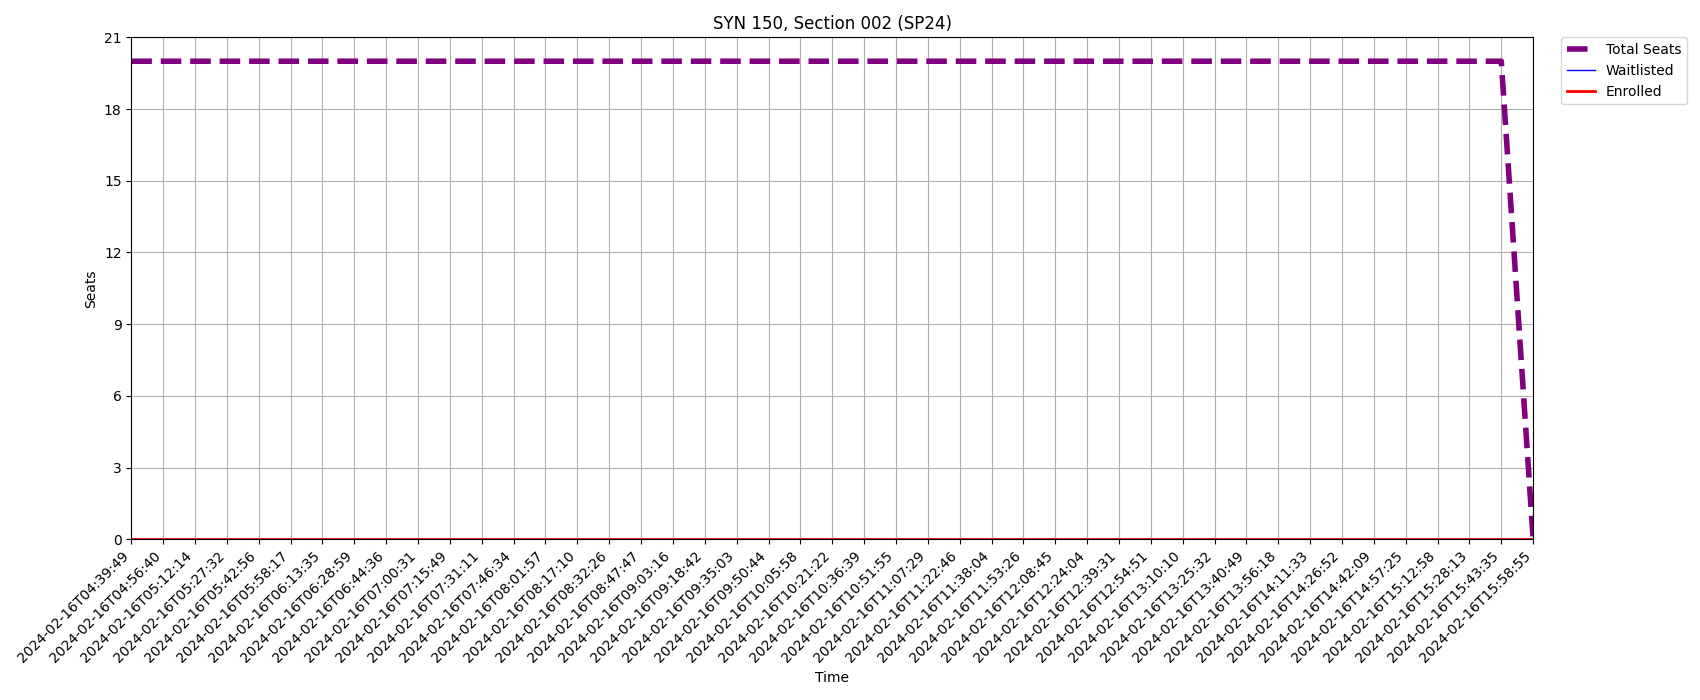 SYN 150, Section 002 (SP24)
Total Seats
Waitlisted
Enrolled
21
18
15
12
9
6
3
0
Seats
2024-02-16T04:39:49
2024-02-16T04:56:40
2024-02-16T05:12:14
2024-02-16T05:27:32
2024-02-16T05:42:56
2024-02-16T05:58:17
2024-02-16T06:13:35
2024-02-16T06:28:59
2024-02-16T06:44:36
2024-02-16T07:00:31
2024-02-16T07:15:49
2024-02-16T07:31:11
2024-02-16T07:46:34
2024-02-16T08:01:57
2024-02-16T08:17:10
2024-02-16T08:32:26
2024-02-16T08:47:47
2024-02-16T09:03:16
2024-02-16T09:18:42
2024-02-16T09:35:03
2024-02-16T09:50:44
2024-02-16T10:05:58
2024-02-16T10:21:22
2024-02-16T10:36:39
2024-02-16T10:51:55
2024-02-16T11:07:29
2024-02-16T11:22:46
2024-02-16T11:38:04
2024-02-16T11:53:26
2024-02-16T12:08:45
2024-02-16T12:24:04
2024-02-16T12:39:31
2024-02-16T12:54:51
2024-02-16T13:10:10
2024-02-16T13:25:32
2024-02-16T13:40:49
2024-02-16T13:56:18
2024-02-16T14:11:33
2024-02-16T14:26:52
2024-02-16T14:42:09
2024-02-16T14:57:25
2024-02-16T15:12:58
2024-02-16T15:28:13
2024-02-16T15:43:35
2024-02-16T15:58:55
Time